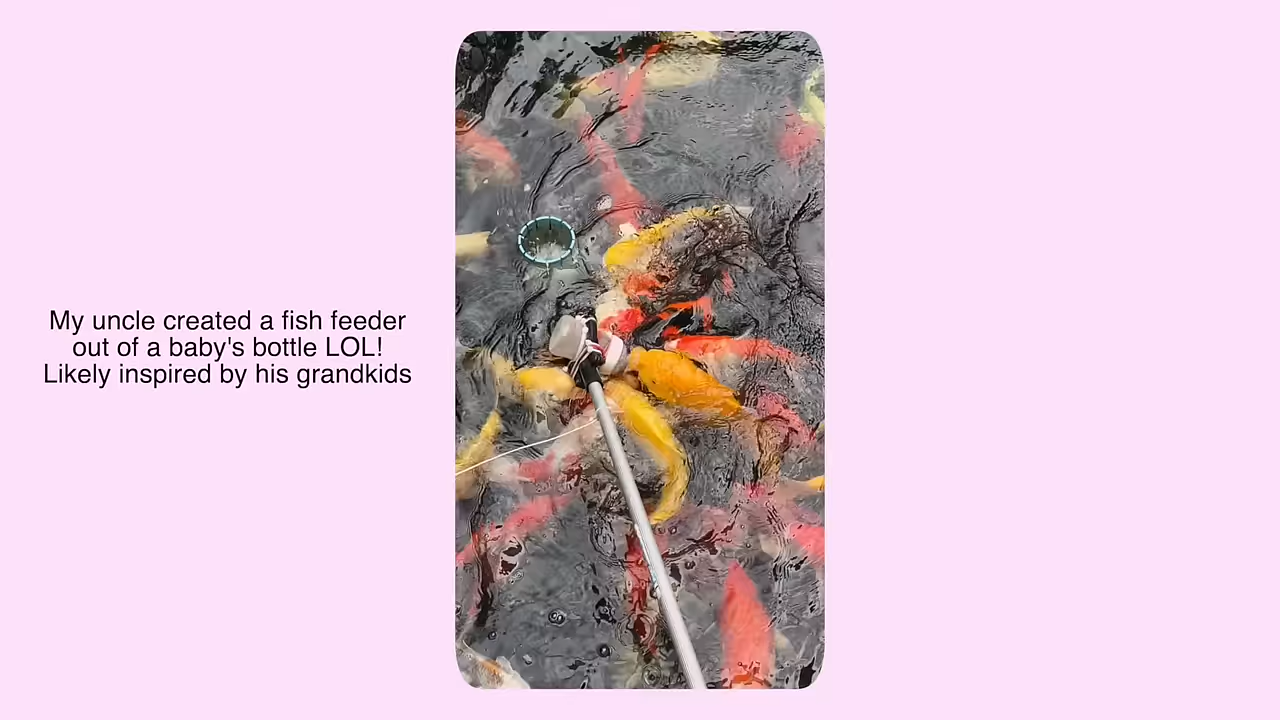 My uncle created a fish feeder
out of a baby's bottle LOL!
Likely inspired by his grandkids